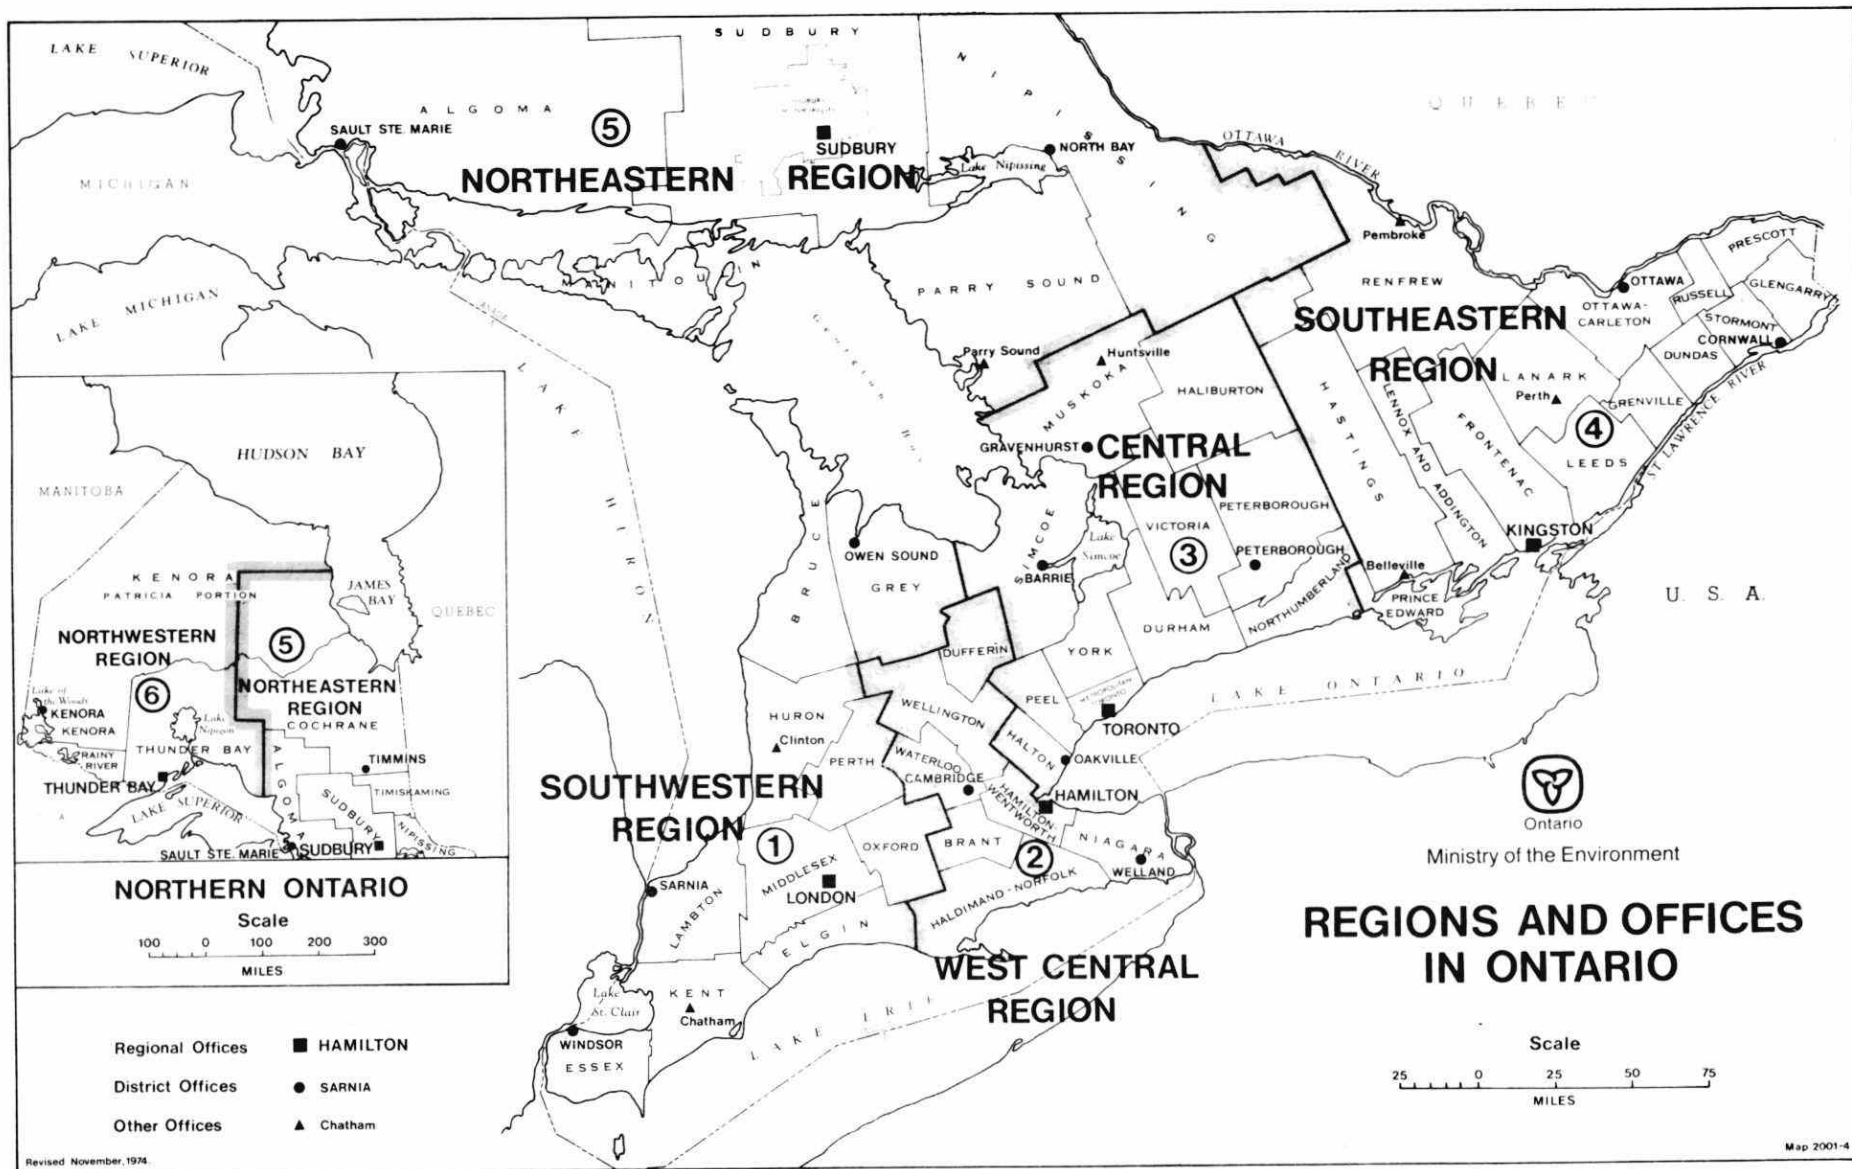 LAKE SUPERIOR
SUDBURY
NIPISSING
QUEBEC
ALGOMA
5
SAULT STE. MARIE
SUDBURY
NORTH BAY
OTTAWA RIVER
Lake Nipissing
MICHIGAN
NORTHEASTERN REGION
Pembroke
PRESCOTT
MANITOULIN
PARRY SOUND
RENFREW
OTTAWA
RUSSELL
GLENGARRY
LAKE MICHIGAN
OTTAWA-
CARLETON
SOUTHEASTERN
REGION
STORMONT
CORNWALL
DUNDAS
Parry Sound
Huntsville
LAKE HURON
MUSKOKA
HALIBURTON
HASTINGS
LENNOX AND ADDINGTON
FRONTENAC
LANARK
Perth
GRENVILLE
4
LEEDS
ST. LAWRENCE RIVER
GRAVENHURST
CENTRAL
REGION
HUDSON BAY
MANITOBA
BRUCE
SIMCOE
Lake
Simcoe
VICTORIA
PETERBOROUGH
3
KINGSTON
OWEN SOUND
GREY
BARRIE
PETERBOROUGH
Belleville
PRINCE
EDWARD
U. S. A.
KENORA
PATRICIA PORTION
JAMES
BAY
QUEBEC
NORTHUMBERLAND
DURHAM
NORTHWESTERN
REGION
5
DUFFERIN
YORK
6
NORTHEASTERN
REGION
COCHRANE
LAKE ONTARIO
PEEL
METROPOLITAN
TORONTO
TORONTO
Lake of
the Woods
KENORA
KENORA
Lake
Nipigon
HURON
Clinton
WELLINGTON
HALTON
RAINY
RIVER
THUNDER BAY
THUNDER BAY
ALGOMA
TIMMINS
PERTH
WATERLOO
CAMBRIDGE
OAKVILLE
SOUTHWESTERN
REGION
HAMILTON
HAMILTON-
WENTWORTH
LAKE SUPERIOR
SUDBURY
TIMISKAMING
NIPISSING
SAULT STE. MARIE
SUDBURY
1
OXFORD
BRANT
2
NIAGARA
WELLAND
Ontario
Ministry of the Environment
NORTHERN ONTARIO
Scale
100 0 100 200 300
MILES
SARNIA
LAMBTON
MIDDLESEX
LONDON
ELGIN
HALDIMAND-NORFOLK
REGIONS AND OFFICES
IN ONTARIO
WEST CENTRAL
REGION
Lake
St. Clair
KENT
Chatham
LAKE ERIE
WINDSOR
ESSEX
Regional Offices HAMILTON
District Offices SARNIA
Other Offices Chatham
Scale
25 0 25 50 75
MILES
Revised November, 1974.
Map 2001-4